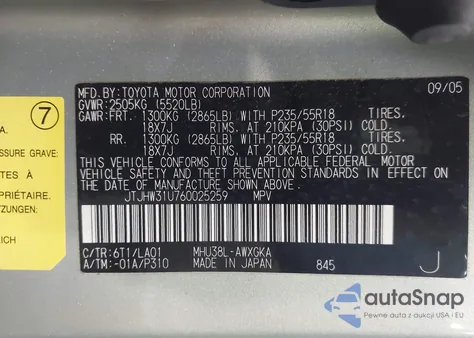 7
A.
SSURE GRAVE:
PRIÉTAIRE.
TZUNGEN:
REICH
MFD. BY: TOYOTA MOTOR CORPORATION 09/05
GVWR: 2505KG (5520LB)
GAWR: FRT. 1300KG (2865LB) WITH P235/55R18 TIRES.
18X7J RIMS. AT 210KPA (30PSI) COLD.
RR. 1300KG (2865LB) WITH P235/55R18 TIRES.
18X7J RIMS. AT 210KPA (30PSI) COLD.
THIS VEHICLE CONFORMS TO ALL APPLICABLE FEDERAL MOTOR
VEHICLE SAFETY AND THEFT PREVENTION STANDARDS IN EFFECT
ON THE DATE OF MANUFACTURE SHOWN ABOVE.
JTJHW31U760025259 MPV
C/TR: 6T1/LA01 MHU38L-AWXGKA
A/TM: -01A/P310 MADE IN JAPAN 845 J
autoSnap
Pewne auta z USA i EU